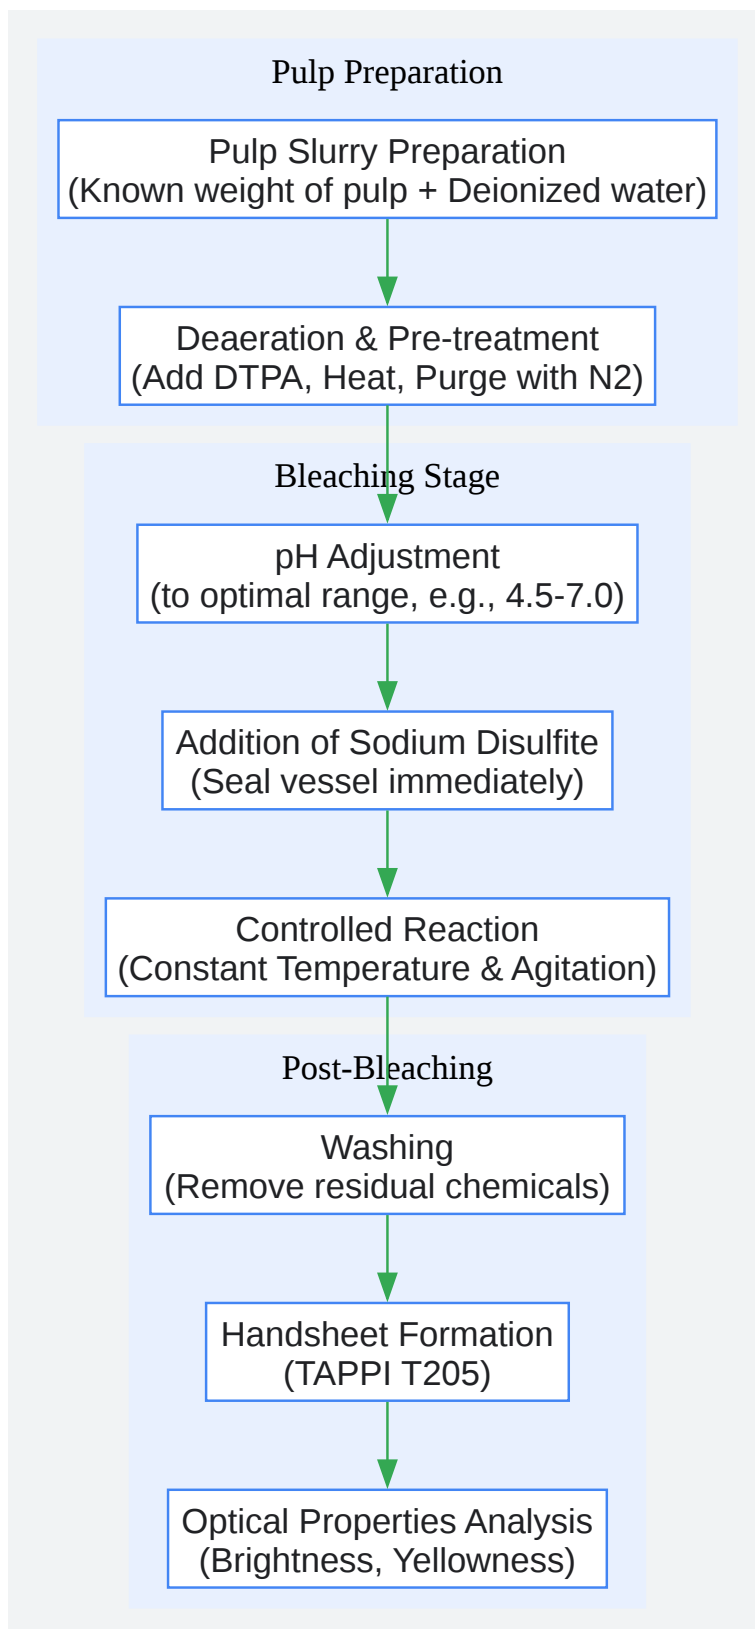 Pulp Preparation
Pulp Slurry Preparation
(Known weight of pulp + Deionized water)
Deaeration & Pre-treatment
(Add DTPA, Heat, Purge with N2)
Bleaching Stage
pH Adjustment
(to optimal range, e.g., 4.5-7.0)
Addition of Sodium Disulfite
(Seal vessel immediately)
Controlled Reaction
(Constant Temperature & Agitation)
Post-Bleaching
Washing
(Remove residual chemicals)
Handsheet Formation
(TAPPI T205)
Optical Properties Analysis
(Brightness, Yellowness)